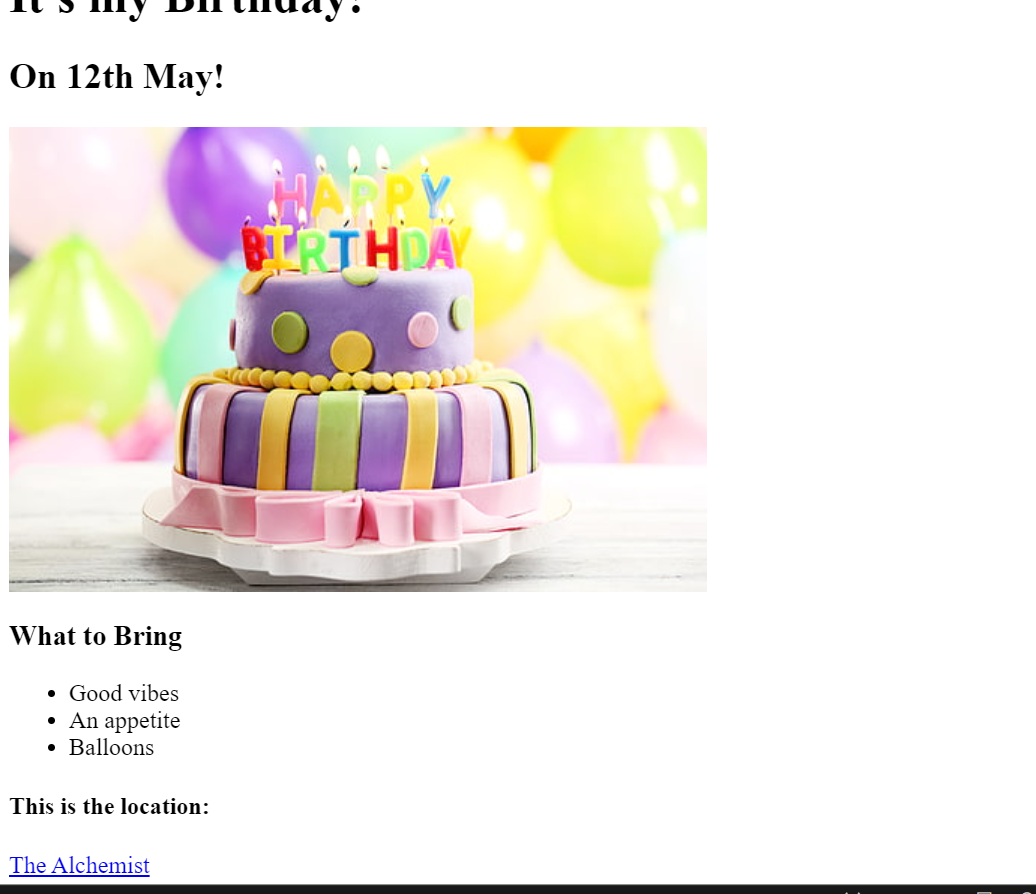 It's my Birthday!
On 12th May!
HAPPY
BIRTHDAY
What to Bring
Good vibes
An appetite
Balloons
This is the location:
The Alchemist